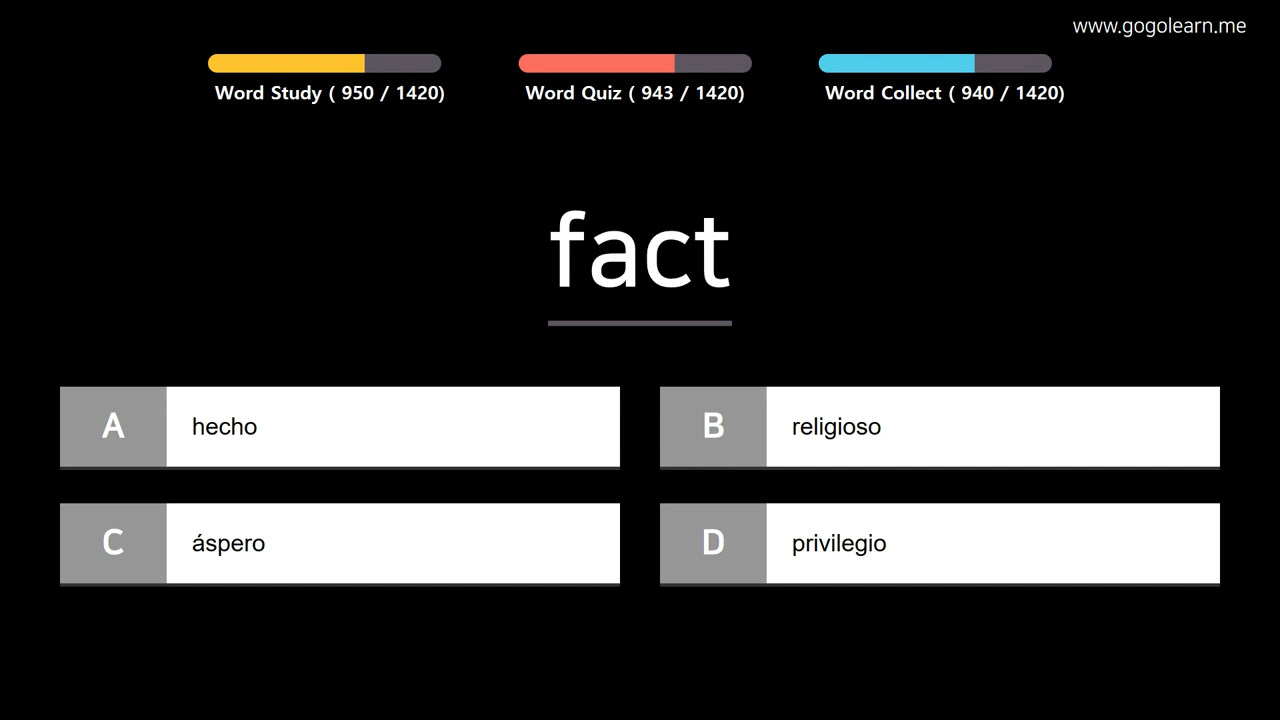 www.gogolearn.me
Word Study ( 950 / 1420)
Word Quiz ( 943 / 1420)
Word Collect ( 940 / 1420)
fact
A hecho
B religioso
C áspero
D privilegio